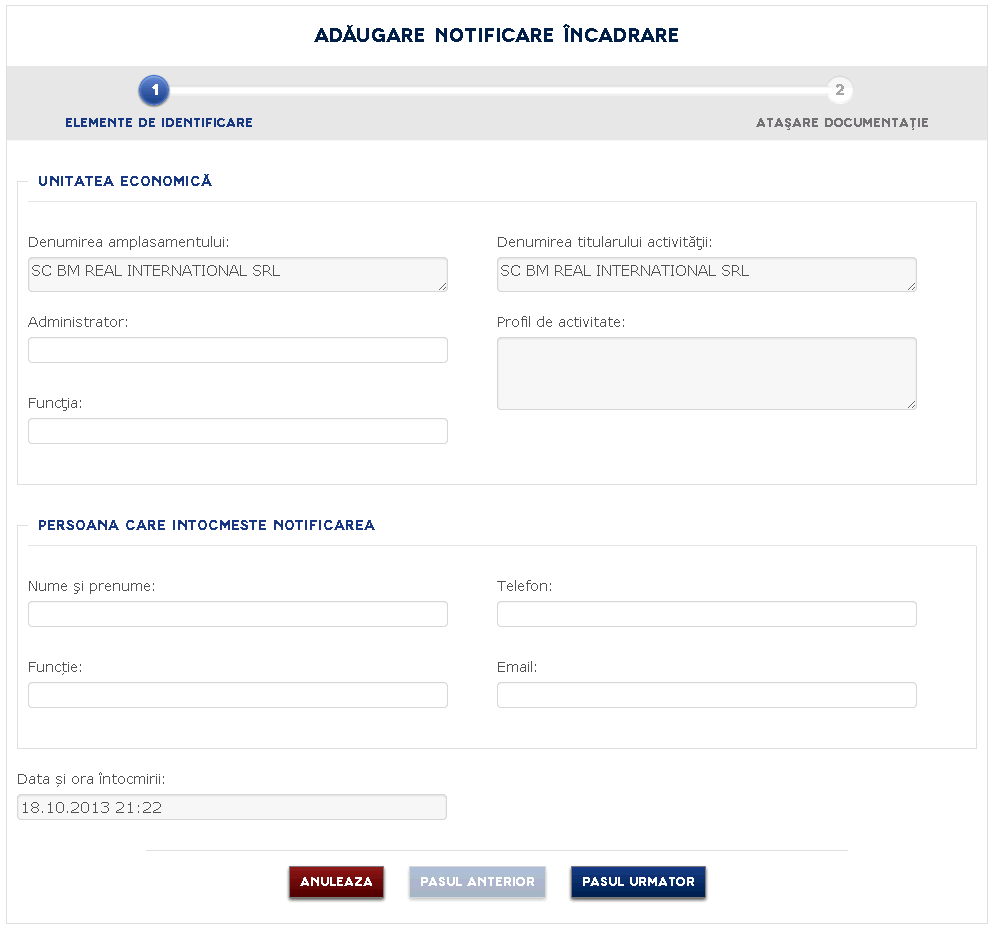 ADĂUGARE NOTIFICARE ÎNCADRARE
1
2
ELEMENTE DE IDENTIFICARE
ATAŞARE DOCUMENTAŢIE
UNITATEA ECONOMICĂ
Denumirea amplasamentului:
Denumirea titularului activităţii:
SC BM REAL INTERNATIONAL SRL
SC BM REAL INTERNATIONAL SRL
Administrator:
Profil de activitate:
Funcţia:
PERSOANA CARE INTOCMESTE NOTIFICAREA
Nume şi prenume:
Telefon:
Funcție:
Email:
Data și ora întocmirii:
18.10.2013 21:22
ANULEAZA
PASUL ANTERIOR
PASUL URMATOR